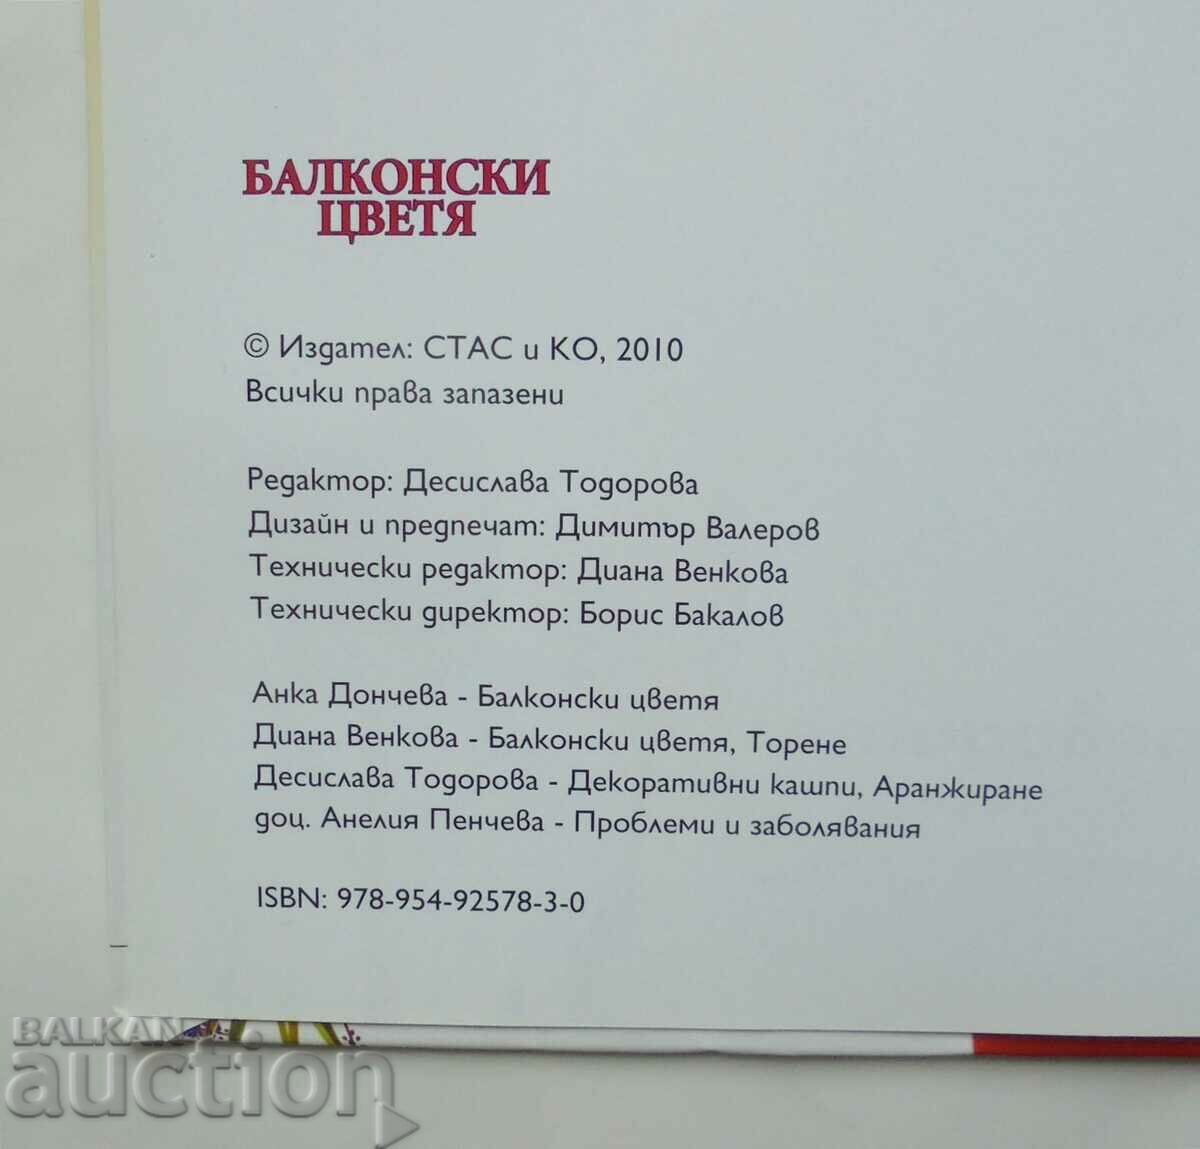 БАЛКОНСКИ
ЦВЕТЯ
© Издател: СТАС и КО, 2010
Всички права запазени
Редактор: Десислава Тодорова
Дизайн и предпечат: Димитър Валеров
Технически редактор: Диана Венкова
Технически директор: Борис Бакалов
Анка Дончева - Балконски цветя
Диана Венкова - Балконски цветя, Торене
Десислава Тодорова - Декоративни кашпи, Аранжиране
доц. Анелия Пенчева - Проблеми и заболявания
ISBN: 978-954-92578-3-0
BALKAN
auction